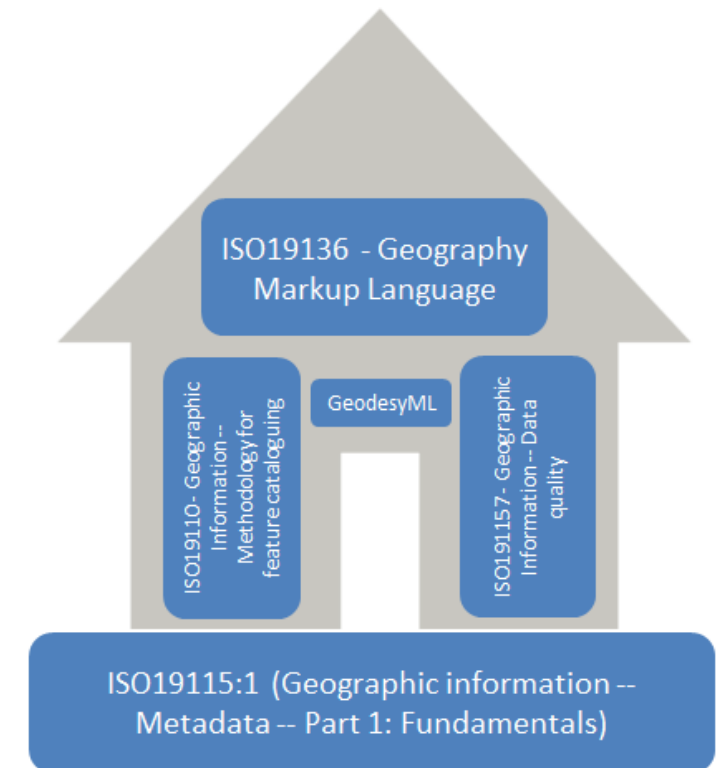 ISO19136 - Geography
Markup Language
ISO19110 - Geographic
Information --
Methodology for
feature cataloguing
GeodesyML
ISO191157 - Geographic
Information -- Data
quality
ISO19115:1 (Geographic information --
Metadata -- Part 1: Fundamentals)